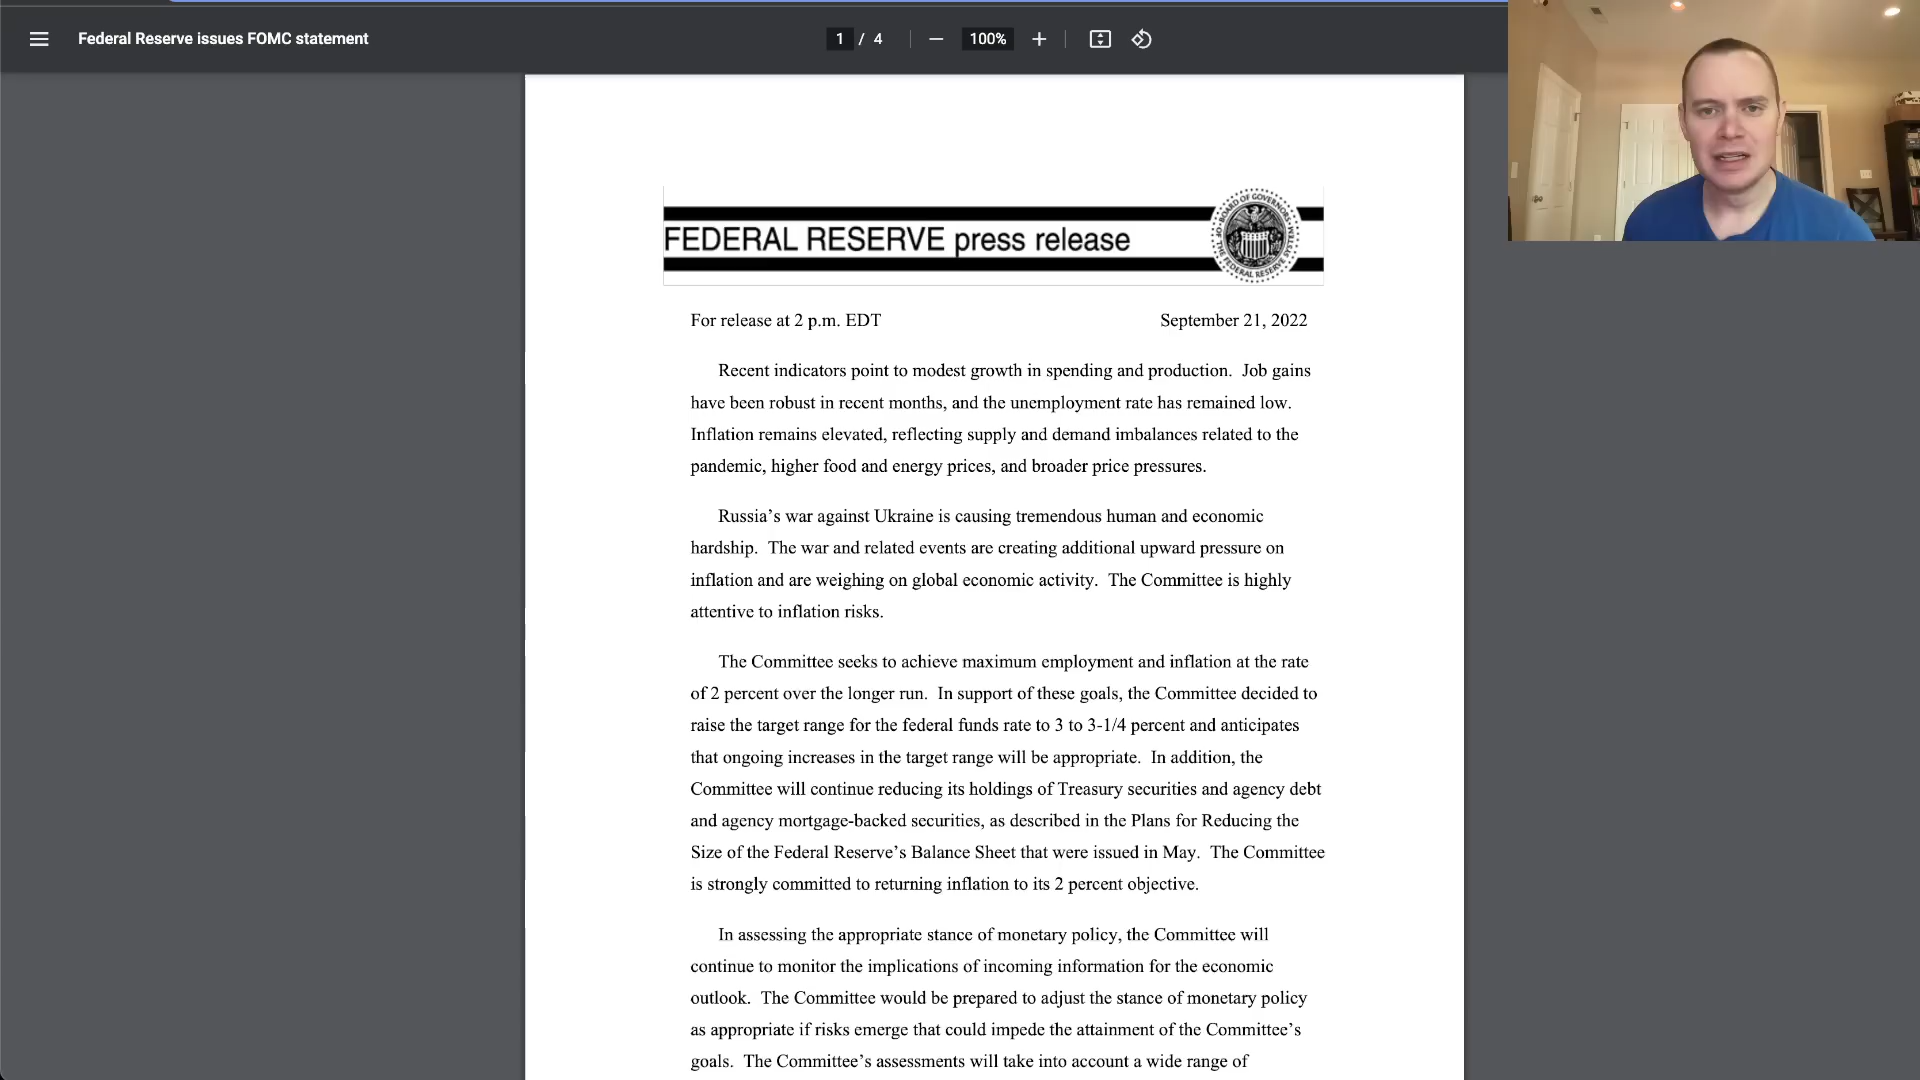 Federal Reserve issues FOMC statement
1 / 4
100%
FEDERAL RESERVE press release
BOARD OF GOVERNORS OF THE FEDERAL RESERVE SYSTEM
For release at 2 p.m. EDT
September 21, 2022
Recent indicators point to modest growth in spending and production. Job gains
have been robust in recent months, and the unemployment rate has remained low.
Inflation remains elevated, reflecting supply and demand imbalances related to the
pandemic, higher food and energy prices, and broader price pressures.
Russia’s war against Ukraine is causing tremendous human and economic
hardship. The war and related events are creating additional upward pressure on
inflation and are weighing on global economic activity. The Committee is highly
attentive to inflation risks.
The Committee seeks to achieve maximum employment and inflation at the rate
of 2 percent over the longer run. In support of these goals, the Committee decided to
raise the target range for the federal funds rate to 3 to 3-1/4 percent and anticipates
that ongoing increases in the target range will be appropriate. In addition, the
Committee will continue reducing its holdings of Treasury securities and agency debt
and agency mortgage-backed securities, as described in the Plans for Reducing the
Size of the Federal Reserve’s Balance Sheet that were issued in May. The Committee
is strongly committed to returning inflation to its 2 percent objective.
In assessing the appropriate stance of monetary policy, the Committee will
continue to monitor the implications of incoming information for the economic
outlook. The Committee would be prepared to adjust the stance of monetary policy
as appropriate if risks emerge that could impede the attainment of the Committee’s
goals. The Committee’s assessments will take into account a wide range of